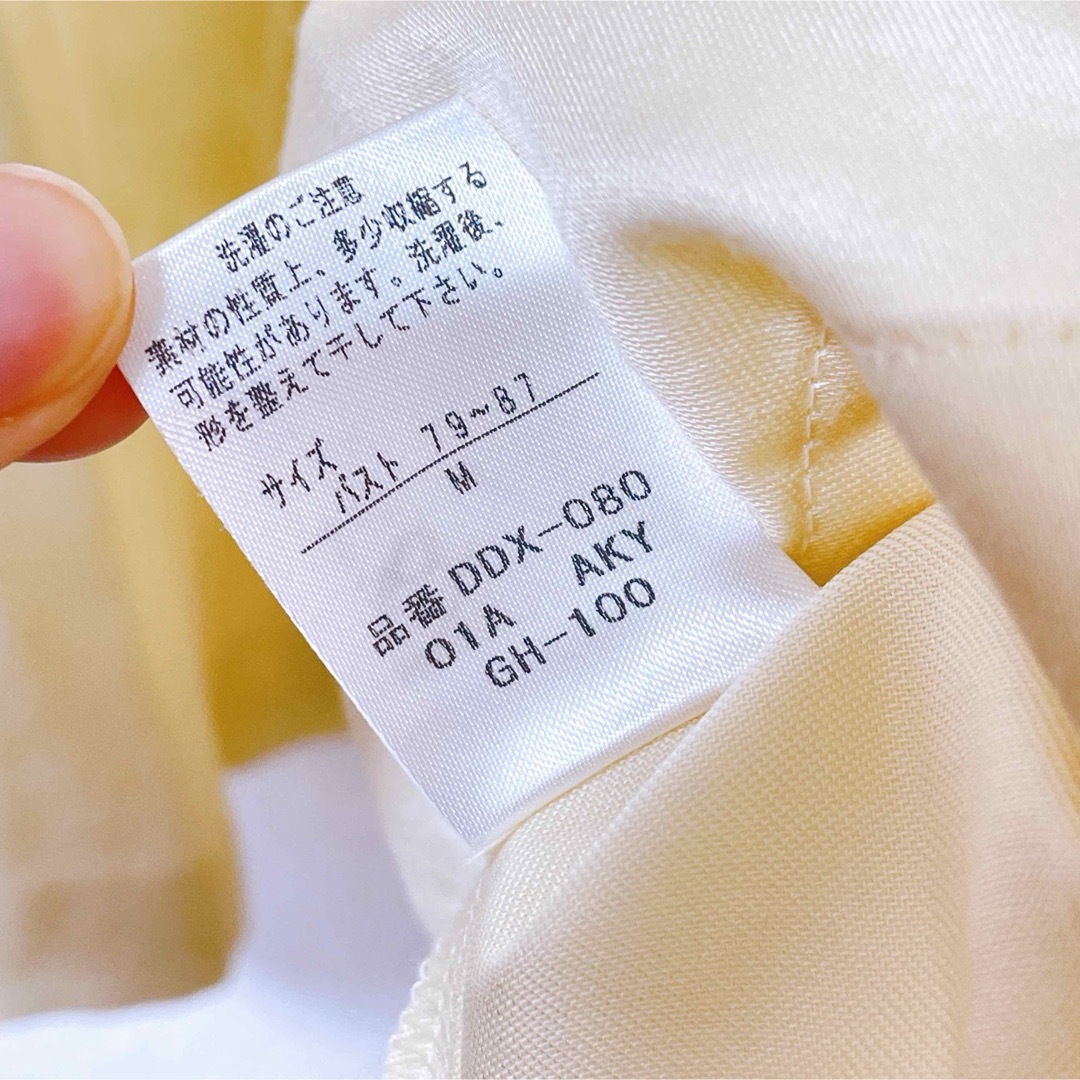 洗濯のご注意
素材の性質上、多少収縮する
可能性があります。洗濯後、
形を整えて干して下さい。
サイズ
バスト 79~87
M
品番 DDX-080
01A AKY
GH-100